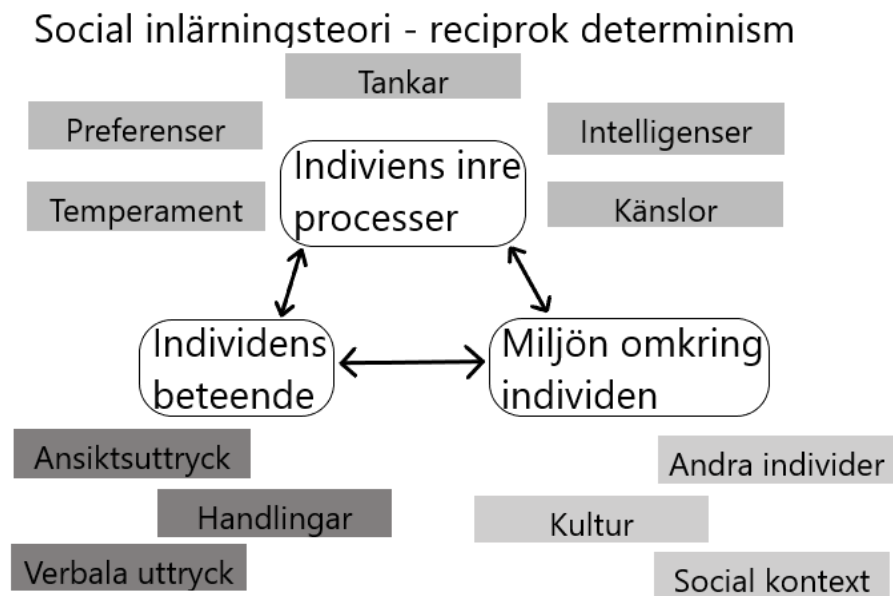 Social inlärningsteori - reciprok determinism
Tankar
Preferenser
Intelligenser
Indiviens inre
processer
Temperament
Känslor
Individens
beteende
Miljön omkring
individen
Ansiktsuttryck
Andra individer
Handlingar
Kultur
Verbala uttryck
Social kontext